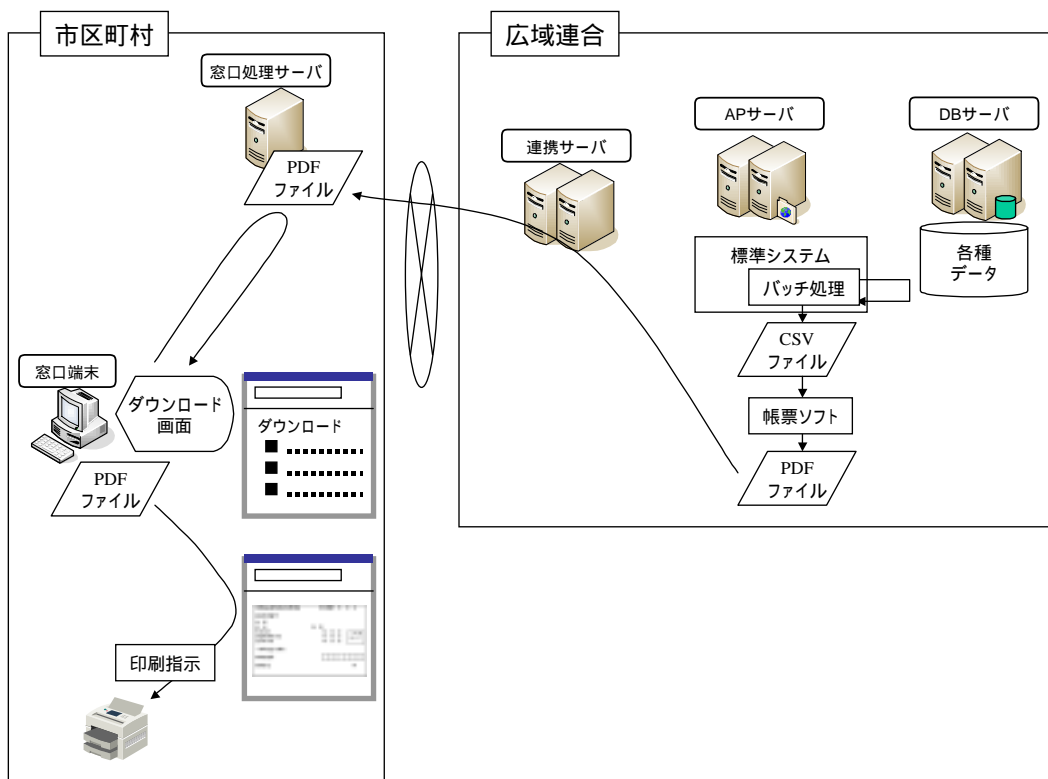 市区町村
窓口処理サーバ
PDF
ファイル
窓口端末
ダウンロード
画面
PDF
ファイル
ダウンロード
印刷指示
広域連合
連携サーバ
APサーバ
DBサーバ
標準システム
バッチ処理
各種
データ
CSV
ファイル
帳票ソフト
PDF
ファイル